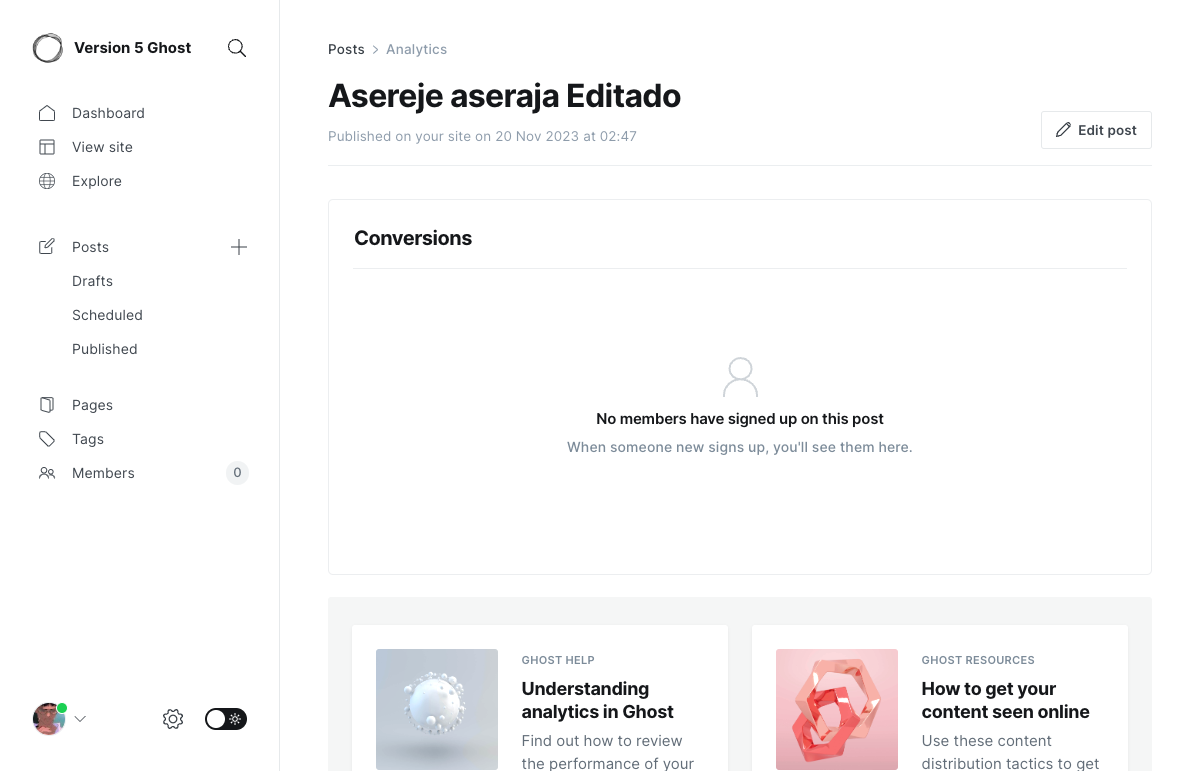 Version 5 Ghost
Dashboard
View site
Explore
Posts
Drafts
Scheduled
Published
Pages
Tags
Members
0
Posts
Analytics
Asereje aseraja Editado
Published on your site on 20 Nov 2023 at 02:47
Edit post
Conversions
No members have signed up on this post
When someone new signs up, you'll see them here.
GHOST HELP
Understanding
analytics in Ghost
Find out how to review
the performance of your
GHOST RESOURCES
How to get your
content seen online
Use these content
distribution tactics to get